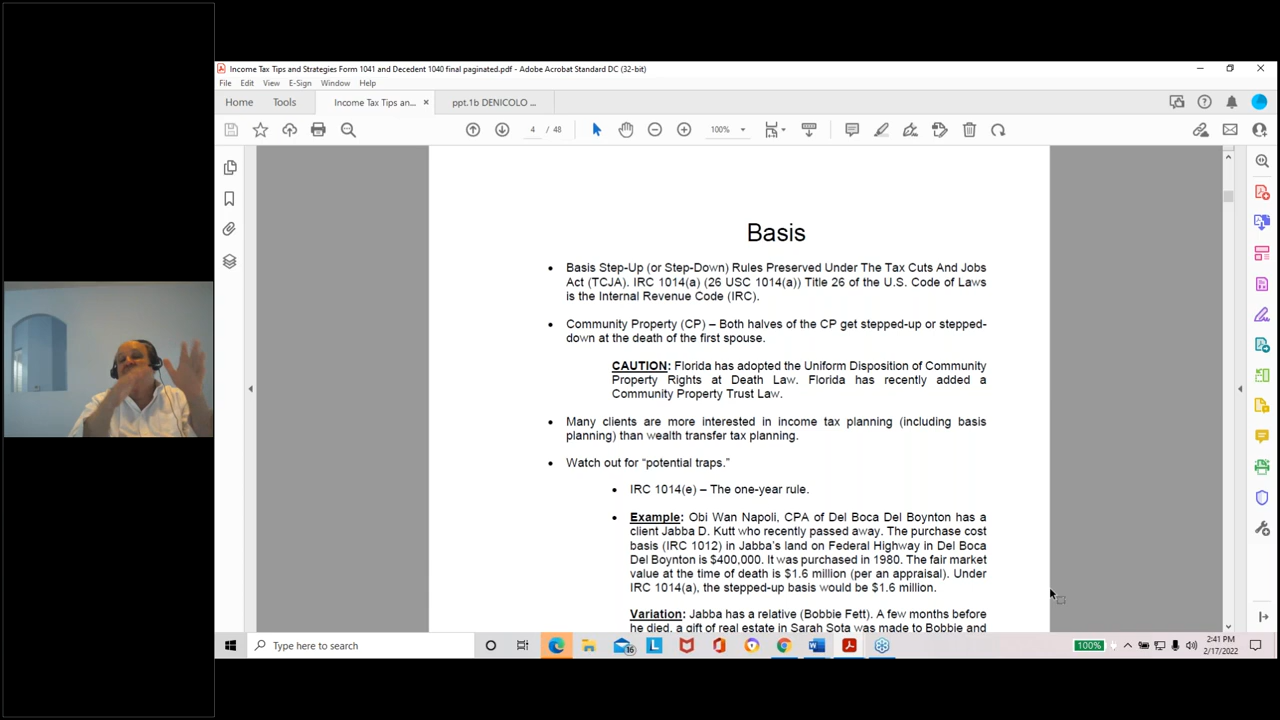 Income Tax Tips and Strategies Form 1041 and Decedent 1040 final paginated.pdf - Adobe Acrobat Standard DC (32-bit)
File Edit View E-Sign Window Help
Home Tools Income Tax Tips an... × ppt.1b DENICOLO ...
4 / 48 100%
Basis
• Basis Step-Up (or Step-Down) Rules Preserved Under The Tax Cuts And Jobs
Act (TCJA). IRC 1014(a) (26 USC 1014(a)) Title 26 of the U.S. Code of Laws
is the Internal Revenue Code (IRC).
• Community Property (CP) – Both halves of the CP get stepped-up or stepped-
down at the death of the first spouse.
CAUTION: Florida has adopted the Uniform Disposition of Community
Property Rights at Death Law. Florida has recently added a
Community Property Trust Law.
• Many clients are more interested in income tax planning (including basis
planning) than wealth transfer tax planning.
• Watch out for “potential traps.”
• IRC 1014(e) – The one-year rule.
• Example: Obi Wan Napoli, CPA of Del Boca Del Boynton has a
client Jabba D. Kutt who recently passed away. The purchase cost
basis (IRC 1012) in Jabba's land on Federal Highway in Del Boca
Del Boynton is $400,000. It was purchased in 1980. The fair market
value at the time of death is $1.6 million (per an appraisal). Under
IRC 1014(a), the stepped-up basis would be $1.6 million.
Variation: Jabba has a relative (Bobbie Fett). A few months before
he died, a gift of real estate in Sarah Sota was made to Bobbie and
Type here to search
16
L
100%
2:41 PM
2/17/2022